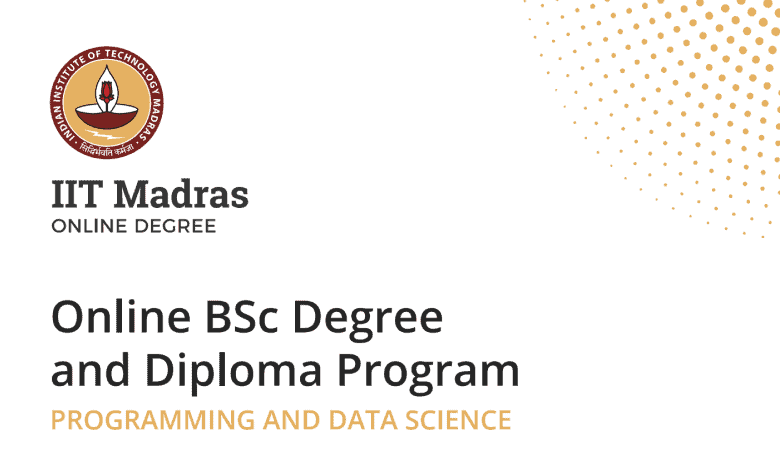 INDIAN INSTITUTE OF TECHNOLOGY MADRAS
सिद्धिर्भवति कर्मजा
IIT Madras
ONLINE DEGREE
Online BSc Degree
and Diploma Program
PROGRAMMING AND DATA SCIENCE